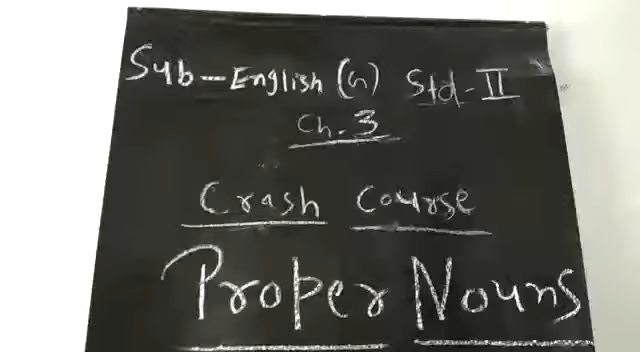 Sub - English (G) Std - II
Ch. 3
Crash Course
Proper Nouns